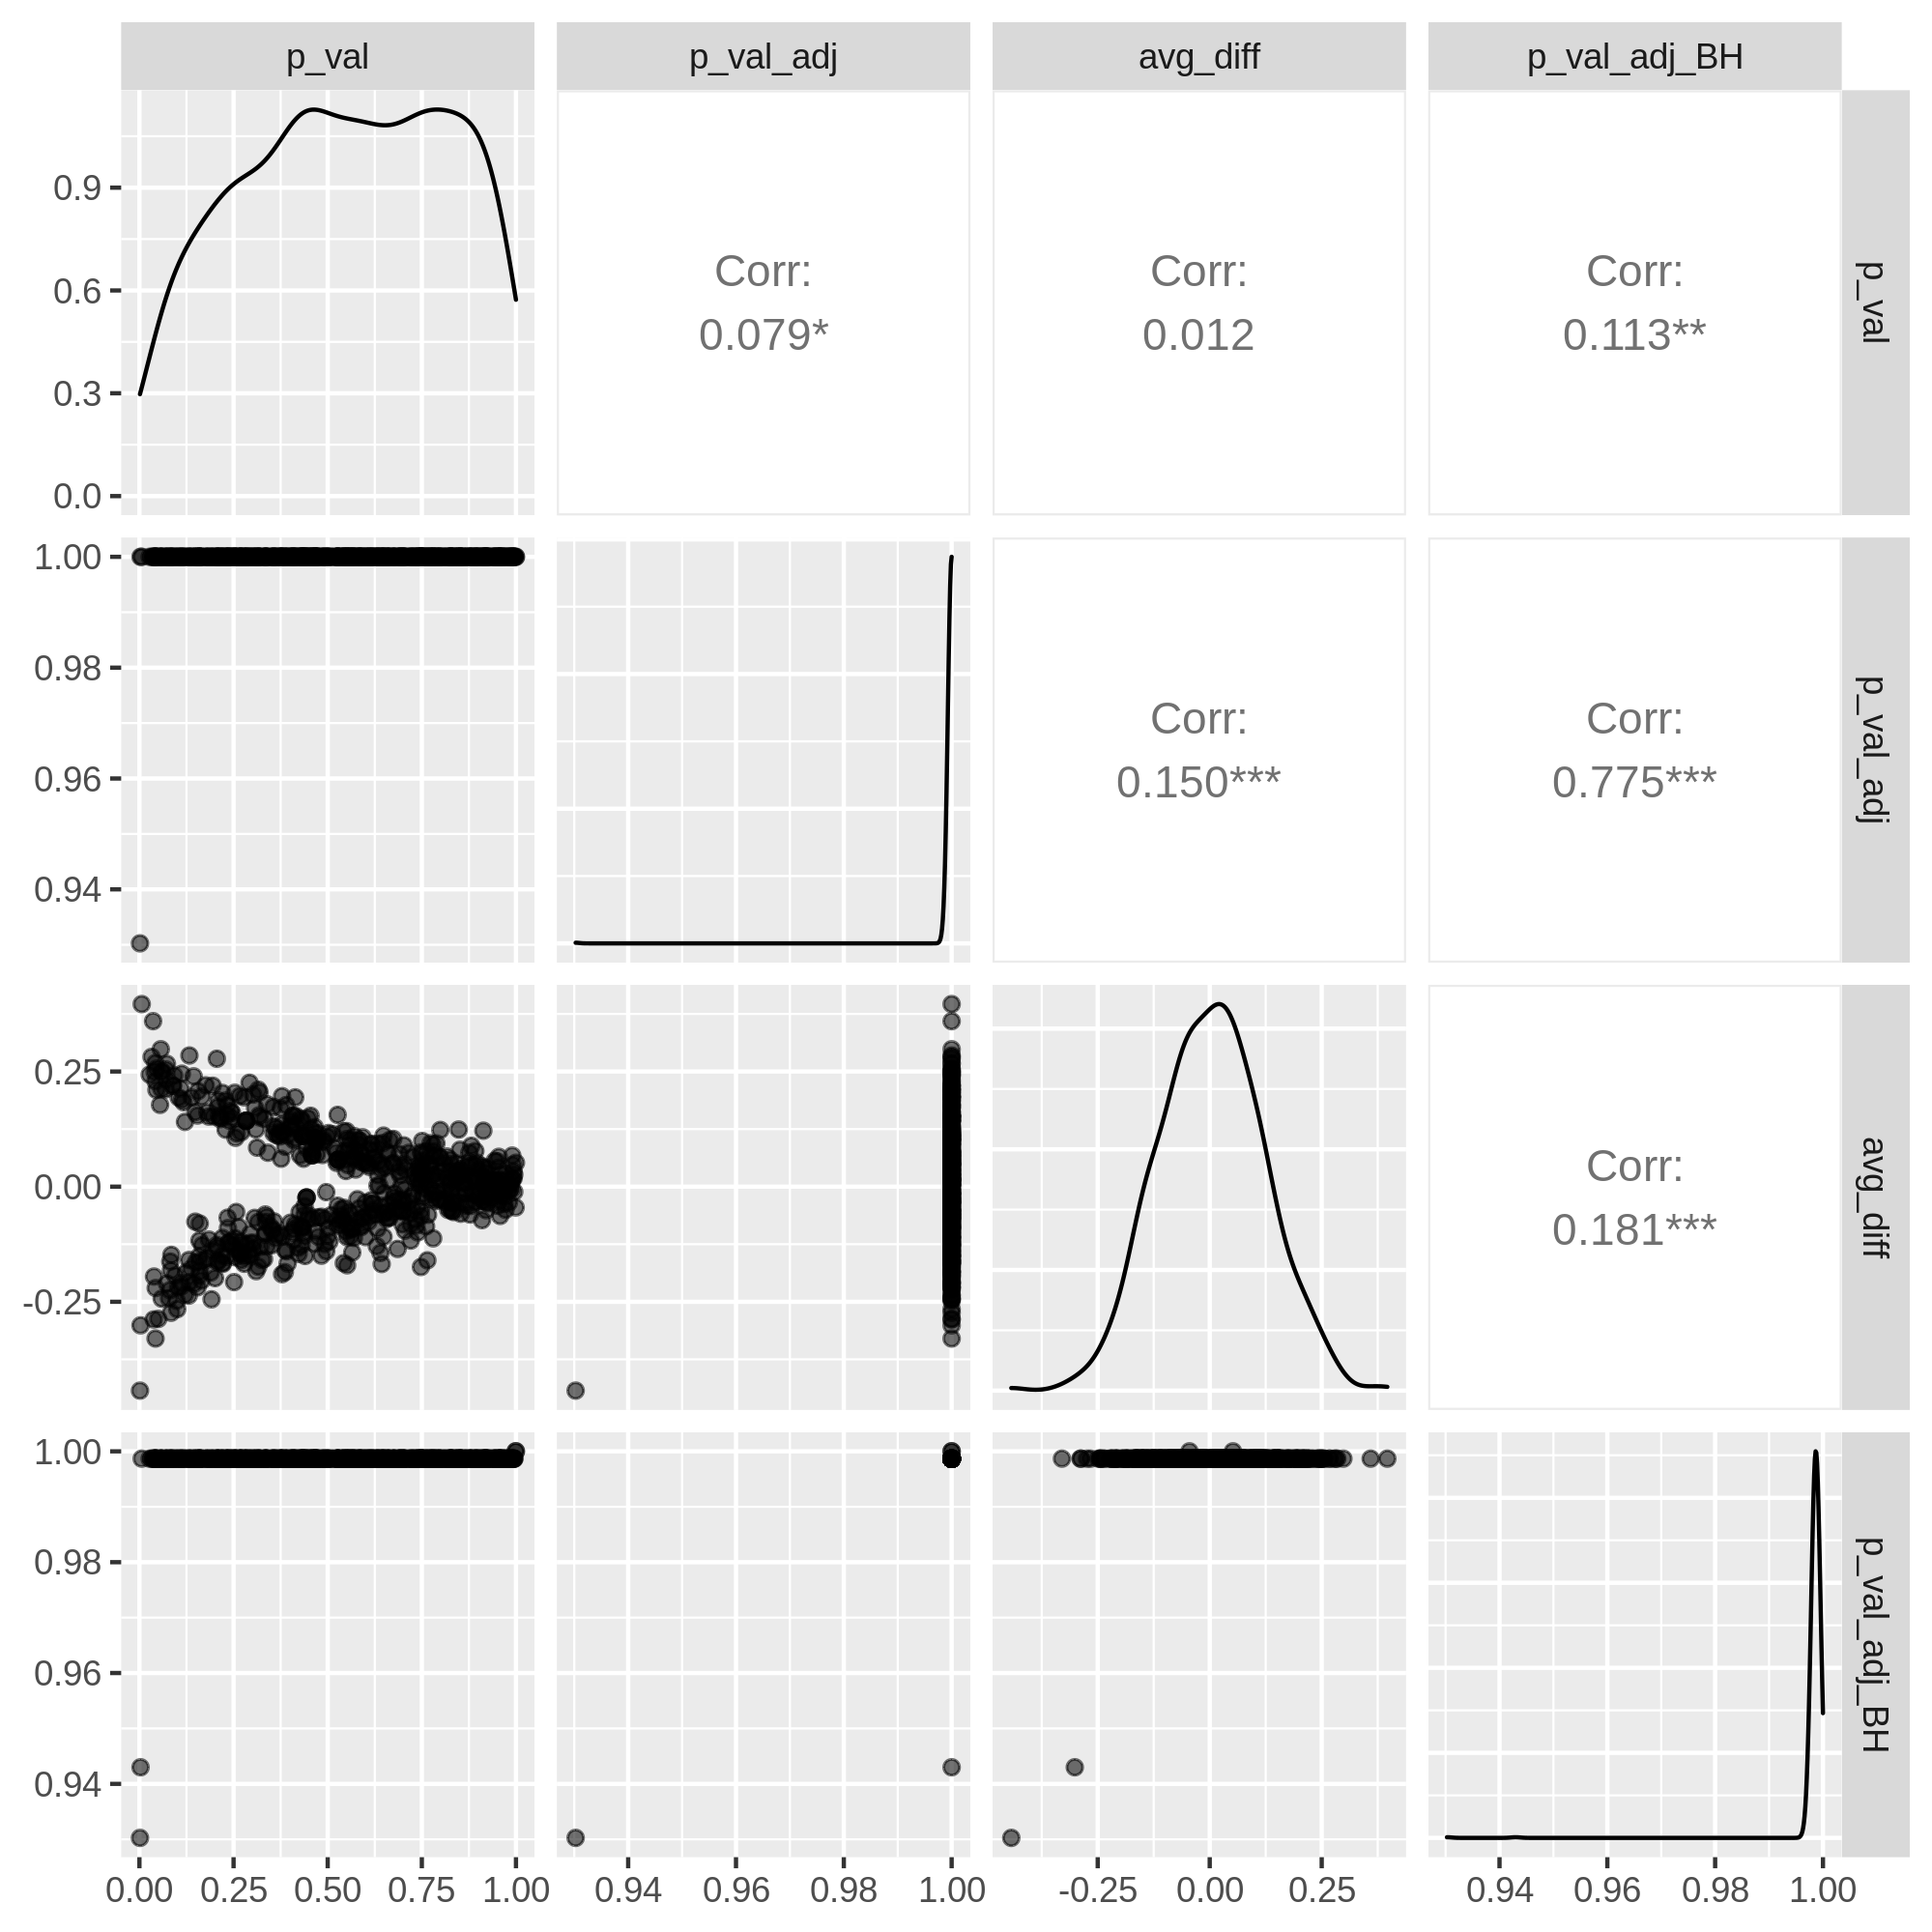 p_val p_val_adj avg_diff p_val_adj_BH
0.9
0.6
0.3
0.0
Corr:
0.079*
Corr:
0.012
Corr:
0.113**
p_val
1.00
0.98
0.96
0.94
Corr:
0.150***
Corr:
0.775***
p_val_adj
0.25
0.00
-0.25
Corr:
0.181***
avg_diff
1.00
0.98
0.96
0.94
p_val_adj_BH
0.00 0.25 0.50 0.75 1.00 0.94 0.96 0.98 1.00 -0.25 0.00 0.25 0.94 0.96 0.98 1.00